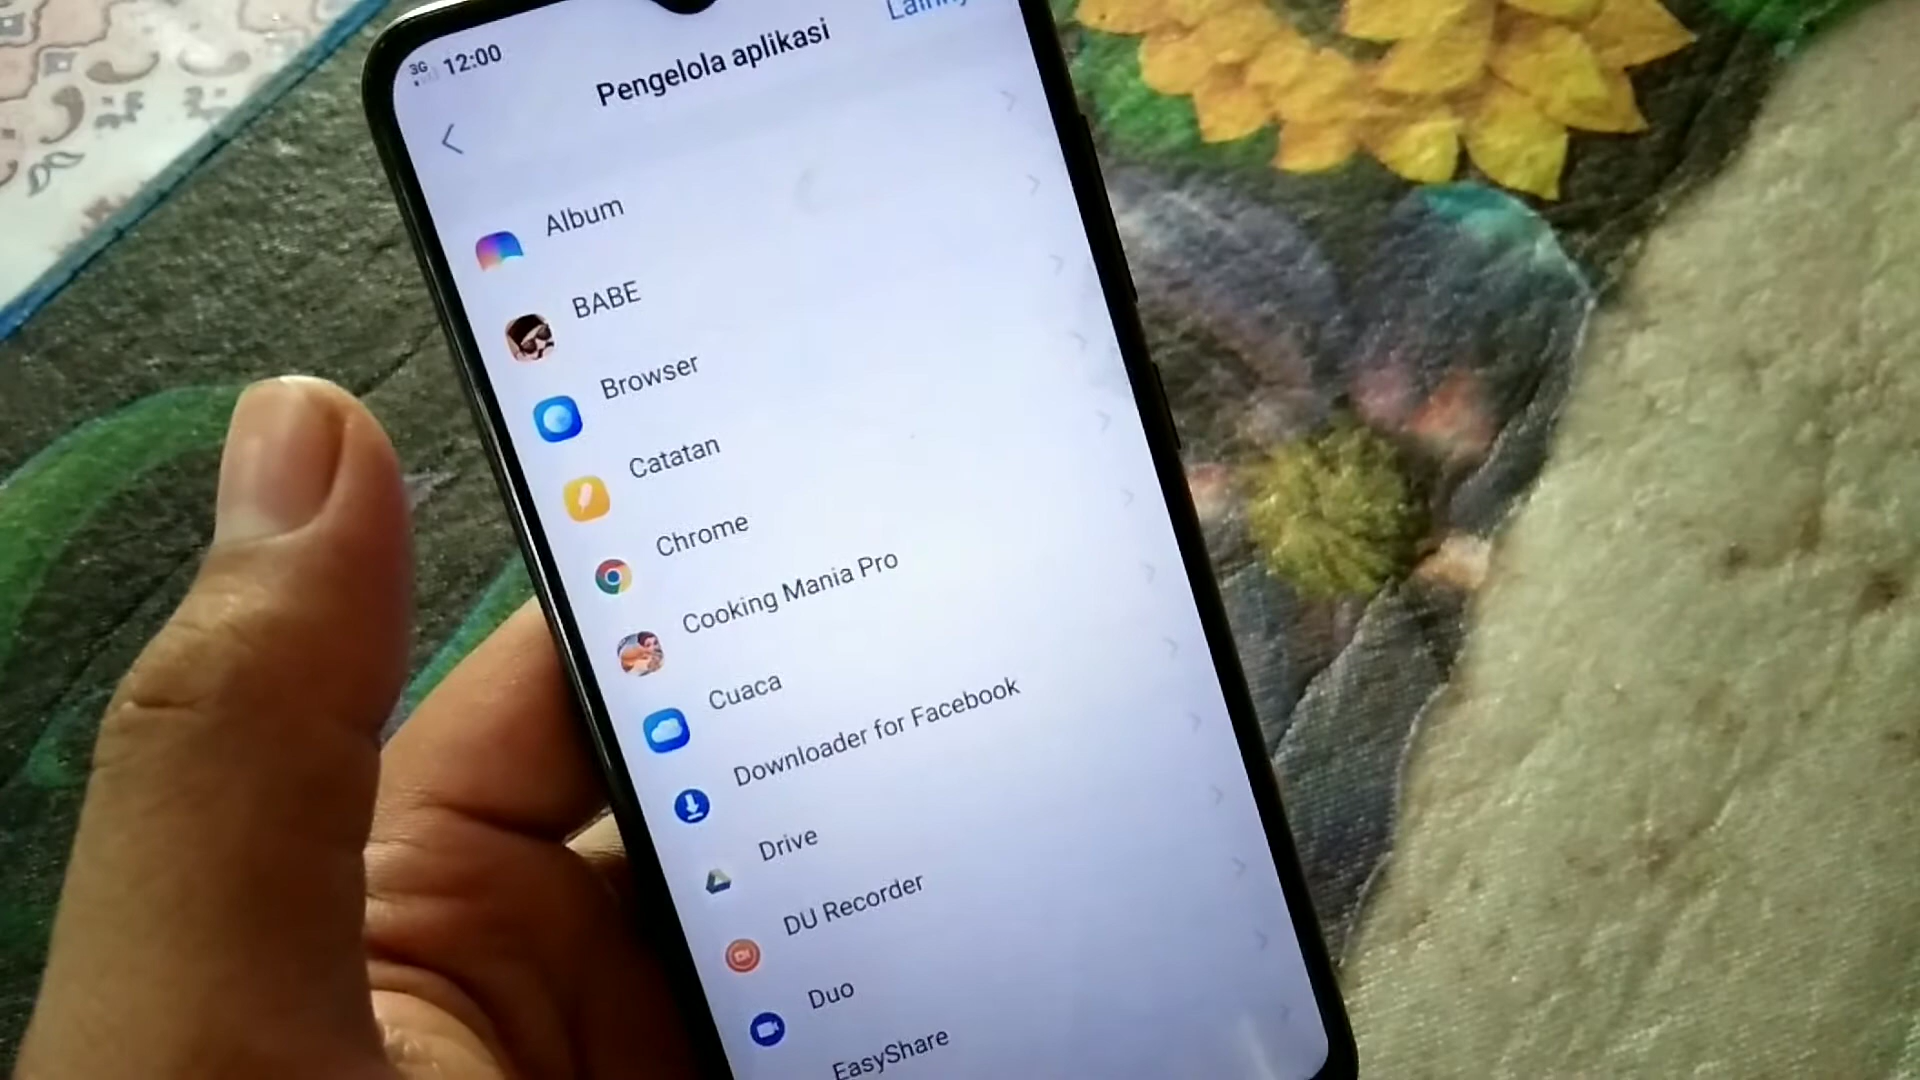 3G 12:00
Pengelola aplikasi
Album
BABE
Browser
Catatan
Chrome
Cooking Mania Pro
Cuaca
Downloader for Facebook
Drive
DU Recorder
Duo
EasyShare